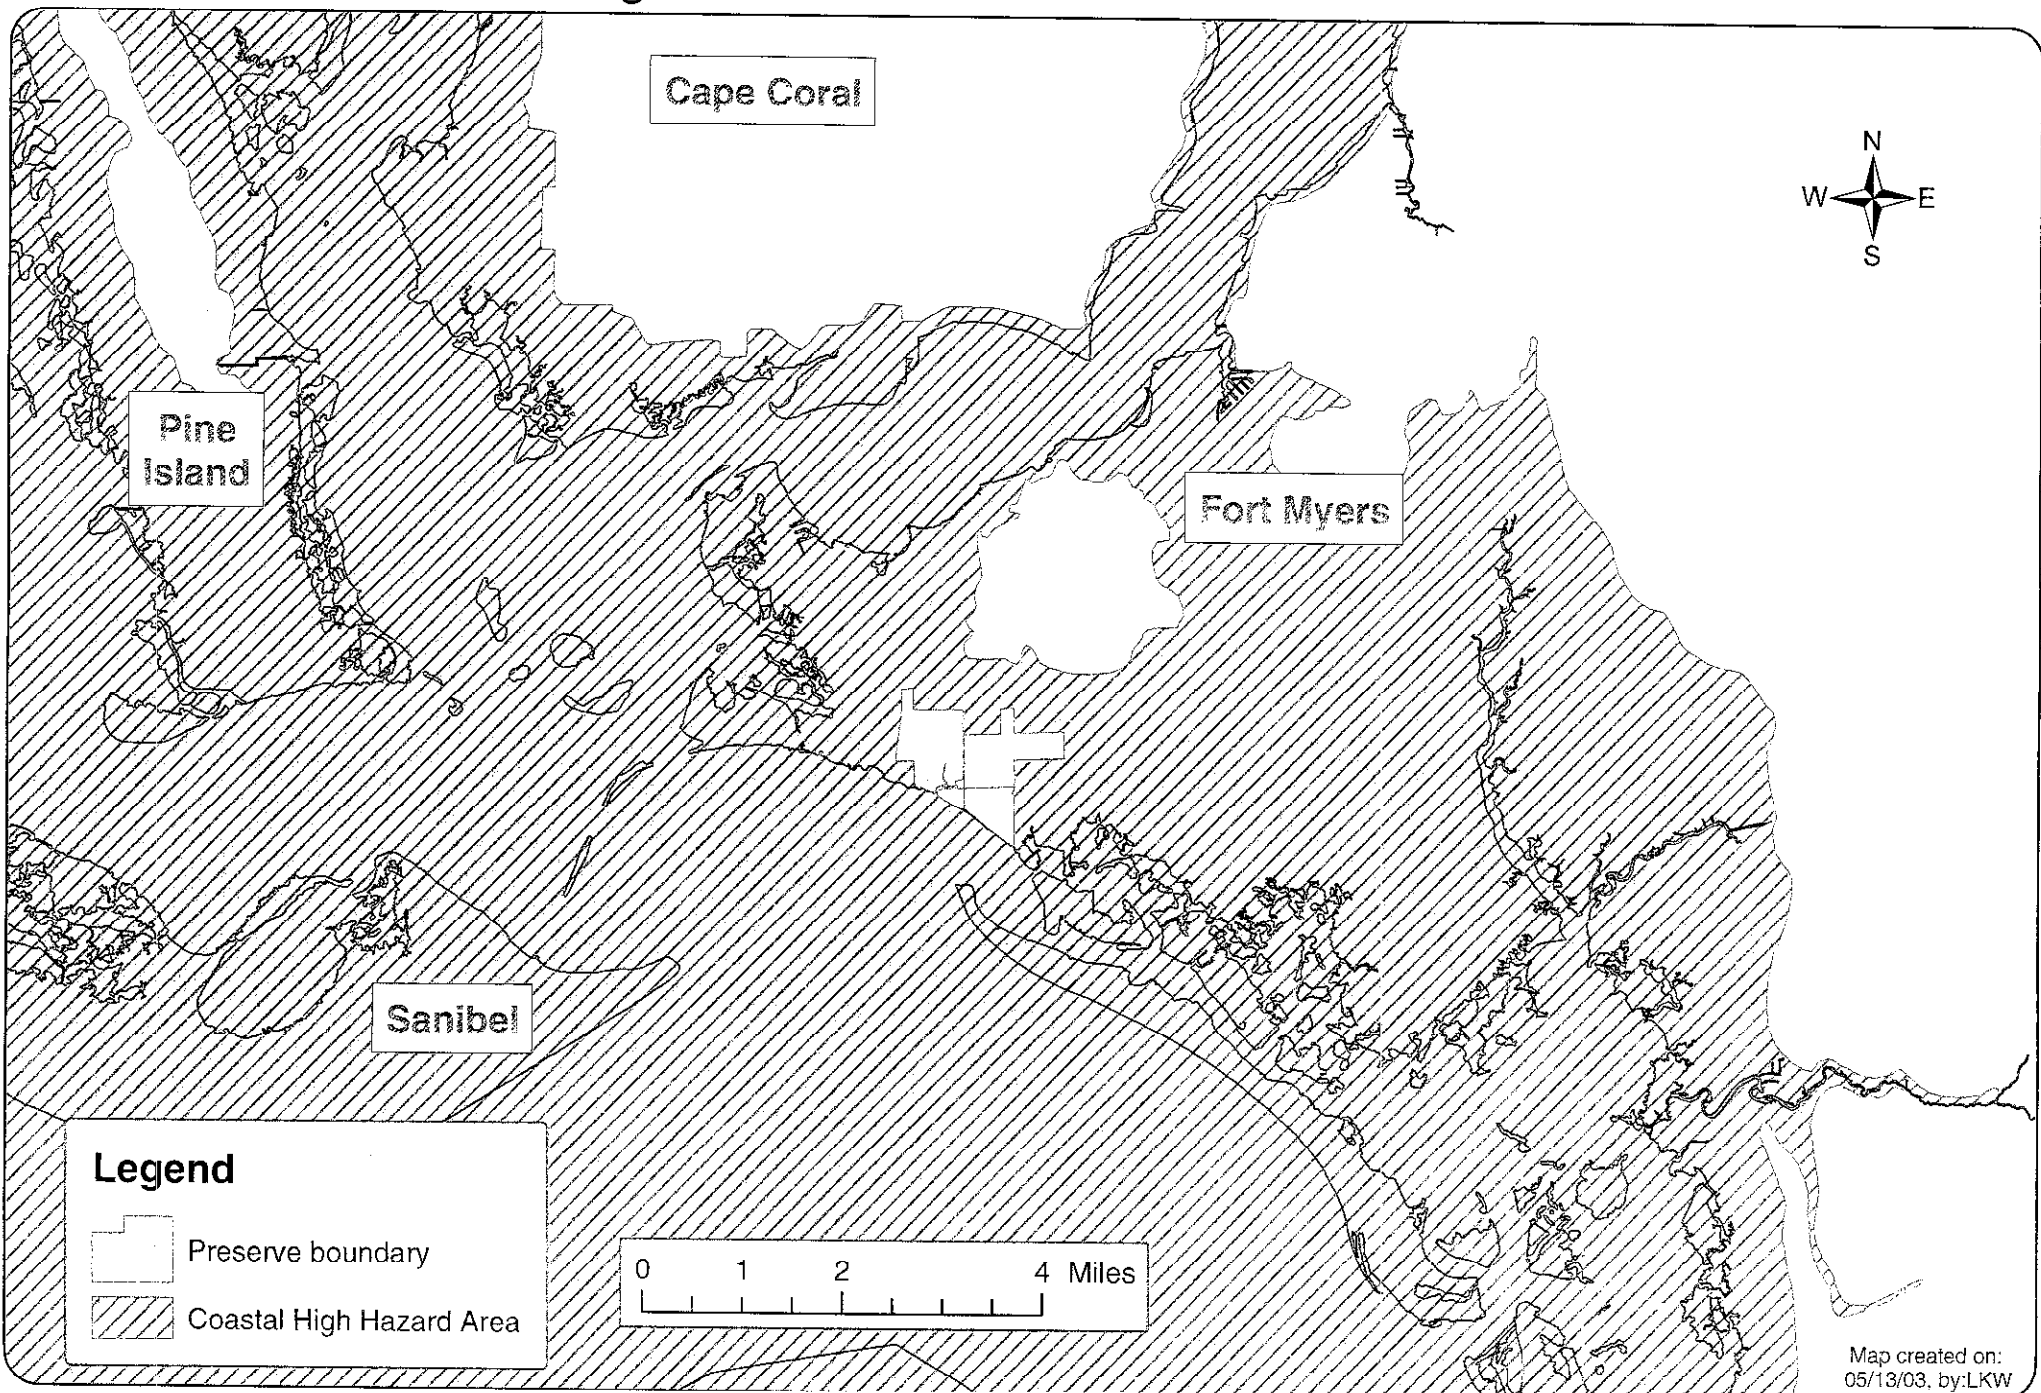 Cape Coral
N
W
E
S
Pine
Island
Fort Myers
Sanibel
Legend
Preserve boundary
Coastal High Hazard Area
0 1 2 4 Miles
Map created on:
05/13/03, by:LKW